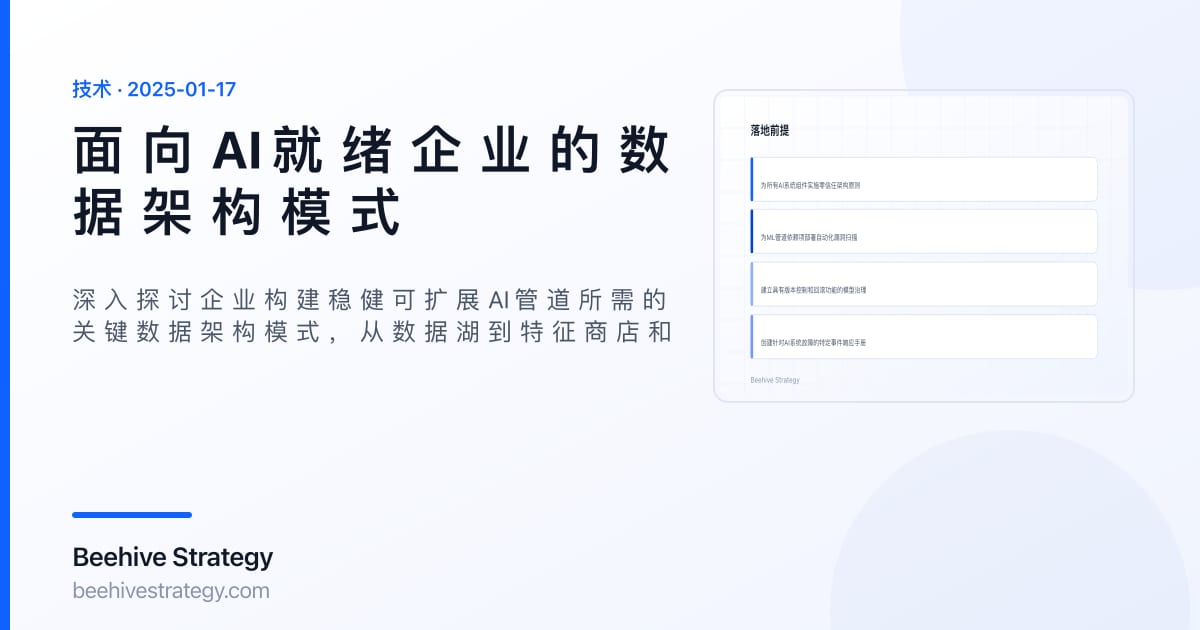 技术 · 2025-01-17
面向AI就绪企业的数
据架构模式
深入探讨企业构建稳健可扩展AI管道所需的
关键数据架构模式，从数据湖到特征商店和
落地前提
为所有AI系统组件实施零信任架构原则
为ML管道依赖项部署自动化漏洞扫描
建立具有版本控制和回滚功能的模型治理
创建针对AI系统故障的特定事件响应手册
Beehive Strategy
Beehive Strategy
beehivestrategy.com